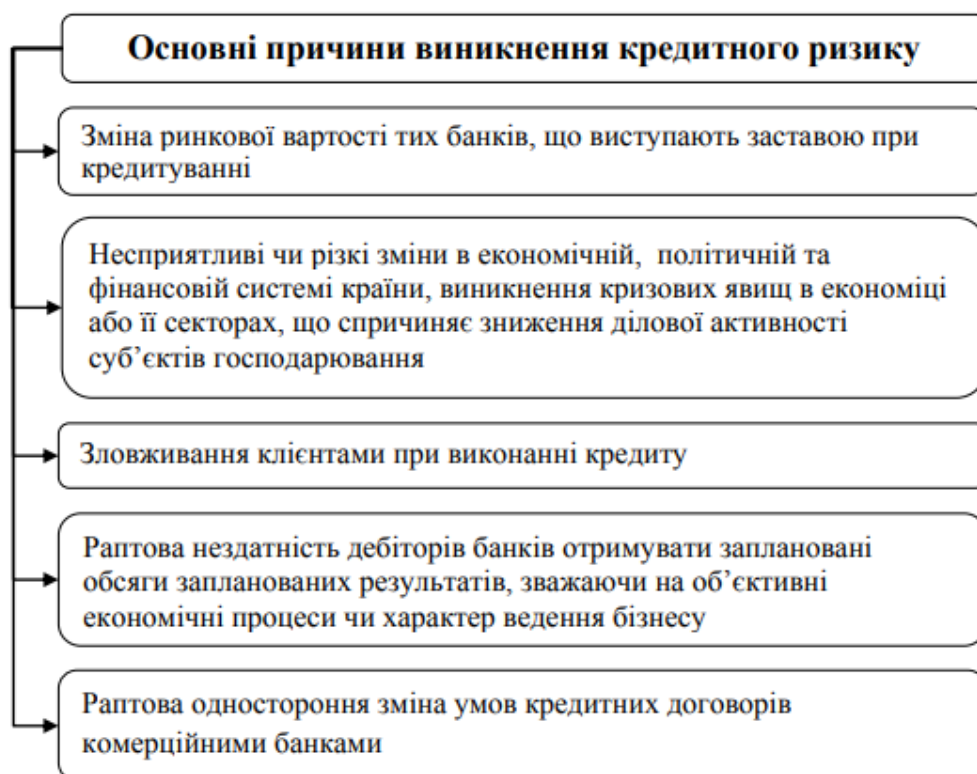 Основні причини виникнення кредитного ризику
Зміна ринкової вартості тих банків, що виступають заставою при
кредитуванні
Несприятливі чи різкі зміни в економічній, політичній та
фінансовій системі країни, виникнення кризових явищ в економіці
або її секторах, що спричиняє зниження ділової активності
суб’єктів господарювання
Зловживання клієнтами при виконанні кредиту
Раптова нездатність дебіторів банків отримувати заплановані
обсяги запланованих результатів, зважаючи на об’єктивні
економічні процеси чи характер ведення бізнесу
Раптова одностороння зміна умов кредитних договорів
комерційними банками